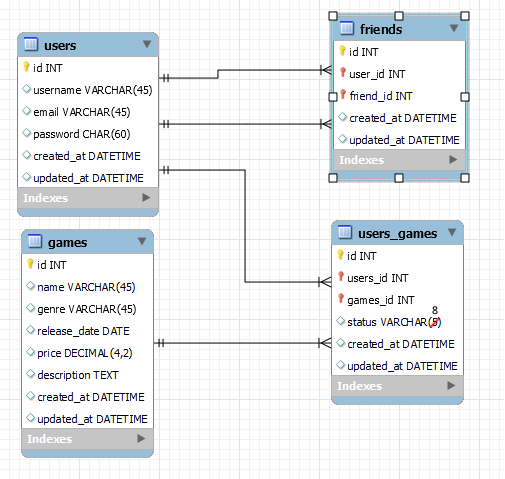 users
id INT
username VARCHAR(45)
email VARCHAR(45)
password CHAR(60)
created_at DATETIME
updated_at DATETIME
Indexes
friends
id INT
user_id INT
friend_id INT
created_at DATETIME
updated_at DATETIME
Indexes
games
id INT
name VARCHAR(45)
genre VARCHAR(45)
release_date DATE
price DECIMAL(4,2)
description TEXT
created_at DATETIME
updated_at DATETIME
Indexes
users_games
id INT
users_id INT
games_id INT
8
status VARCHAR(5)
created_at DATETIME
updated_at DATETIME
Indexes